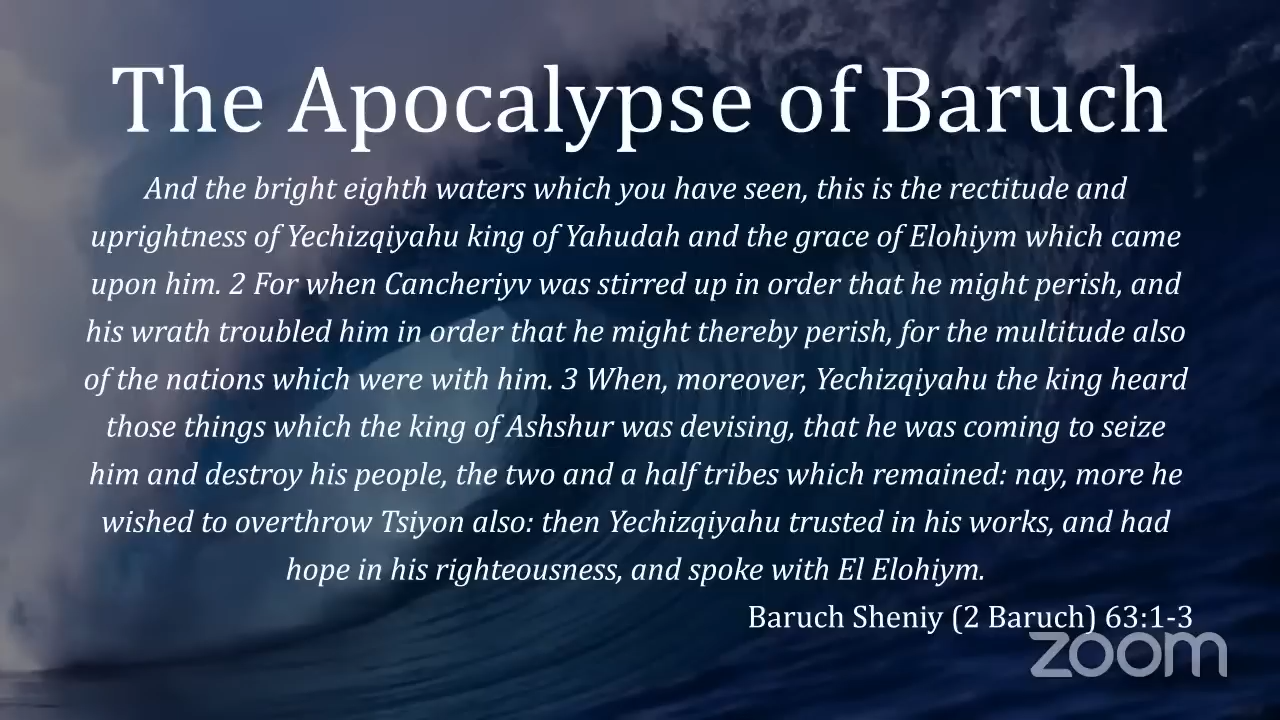 The Apocalypse of Baruch
And the bright eighth waters which you have seen, this is the rectitude and
uprightness of Yechizqiyahu king of Yahudah and the grace of Elohiym which came
upon him. 2 For when Cancheriyv was stirred up in order that he might perish, and
his wrath troubled him in order that he might thereby perish, for the multitude also
of the nations which were with him. 3 When, moreover, Yechizqiyahu the king heard
those things which the king of Ashshur was devising, that he was coming to seize
him and destroy his people, the two and a half tribes which remained: nay, more he
wished to overthrow Tsiyon also: then Yechizqiyahu trusted in his works, and had
hope in his righteousness, and spoke with El Elohiym.
Baruch Sheniy (2 Baruch) 63:1-3
zoom